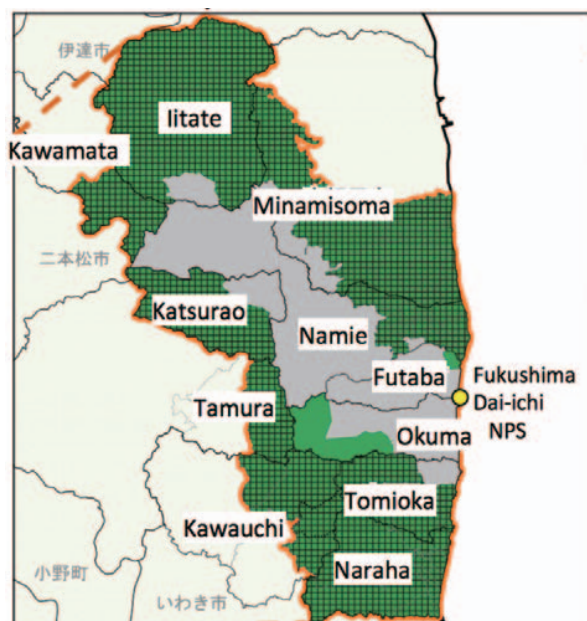 伊達市
Iitate
Kawamata
Minamisoma
二本松市
Katsurao
Namie
Futaba
Fukushima
Dai-ichi
NPS
Tamura
Okuma
Tomioka
Kawauchi
Naraha
小野町
いわき市